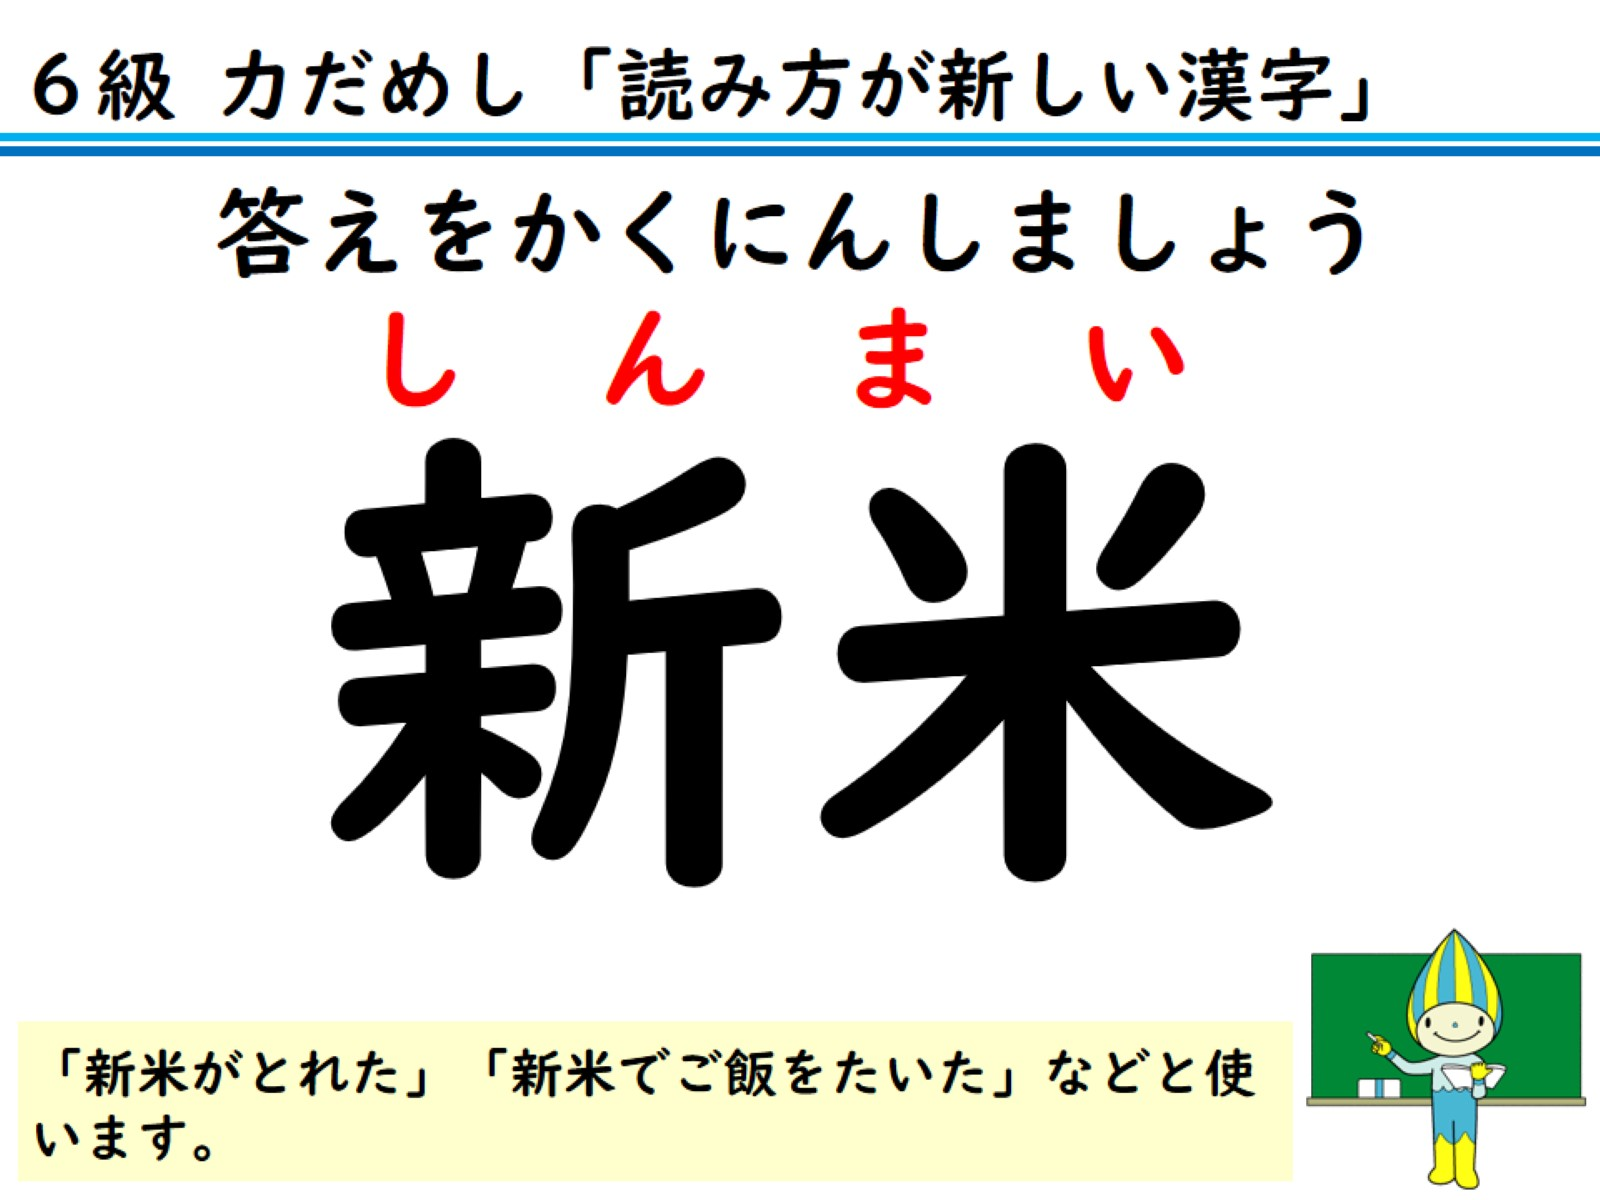 ６級 力だめし「読み方が新しい漢字」
答えをかくにんしましょう
しんまい
新米
「新米がとれた」「新米でご飯をたいた」などと使
います。